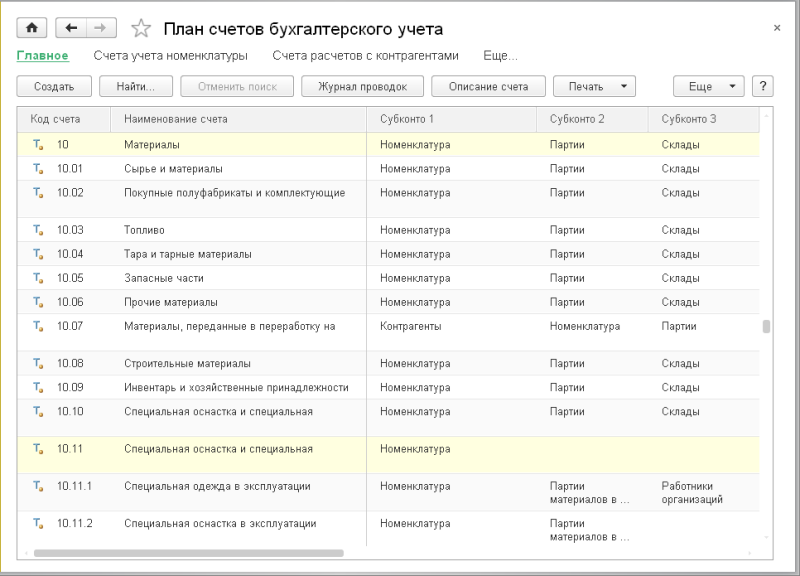 План счетов бухгалтерского учета
Главное Счета учета номенклатуры Счета расчетов с контрагентами Еще...
Создать Найти... Отменить поиск Журнал проводок Описание счета Печать Еще ?
Код счета Наименование счета Субконто 1 Субконто 2 Субконто 3
10 Материалы Номенклатура Партии Склады
10.01 Сырье и материалы Номенклатура Партии Склады
10.02 Покупные полуфабрикаты и комплектующие Номенклатура Партии Склады
10.03 Топливо Номенклатура Партии Склады
10.04 Тара и тарные материалы Номенклатура Партии Склады
10.05 Запасные части Номенклатура Партии Склады
10.06 Прочие материалы Номенклатура Партии Склады
10.07 Материалы, переданные в переработку на Контрагенты Номенклатура Партии
10.08 Строительные материалы Номенклатура Партии Склады
10.09 Инвентарь и хозяйственные принадлежности Номенклатура Партии Склады
10.10 Специальная оснастка и специальная Номенклатура Партии Склады
10.11 Специальная оснастка и специальная Номенклатура
10.11.1 Специальная одежда в эксплуатации Номенклатура Партии Работники
материалов в ... организаций
10.11.2 Специальная оснастка в эксплуатации Номенклатура Партии
материалов в ...